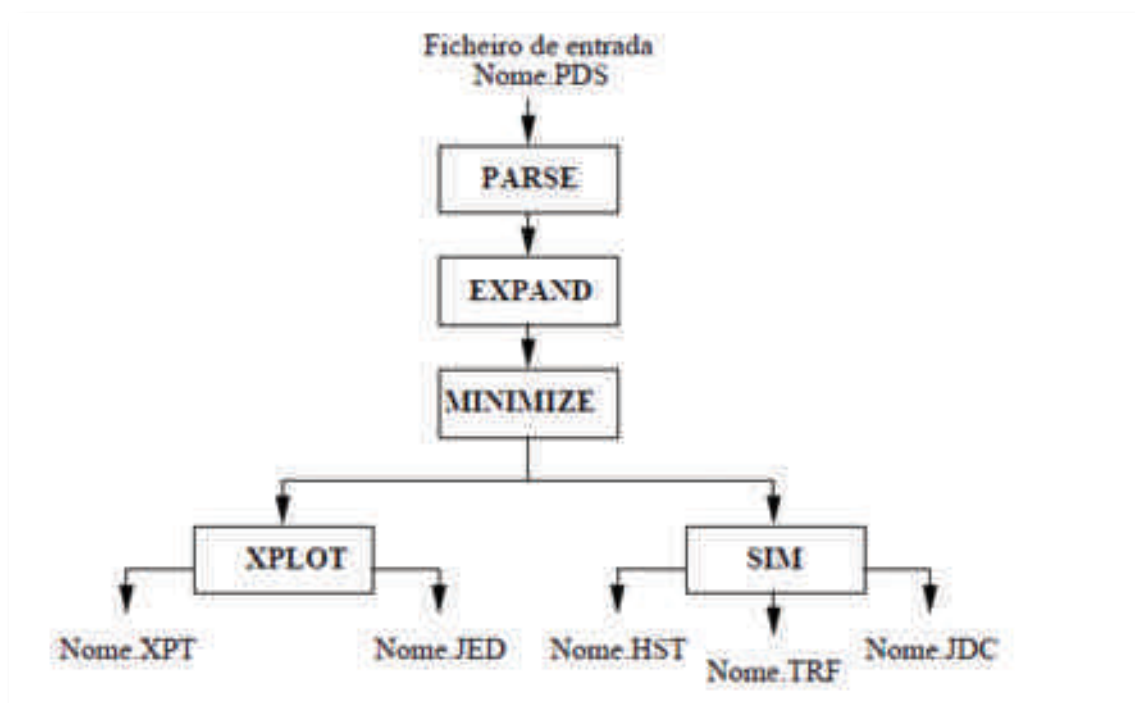 Ficheiro de entrada
Nome.PDS
PARSE
EXPAND
MINIMIZE
XPLOT
SIM
Nome.XPT
Nome.JED
Nome.HST
Nome.TRF
Nome.JDC